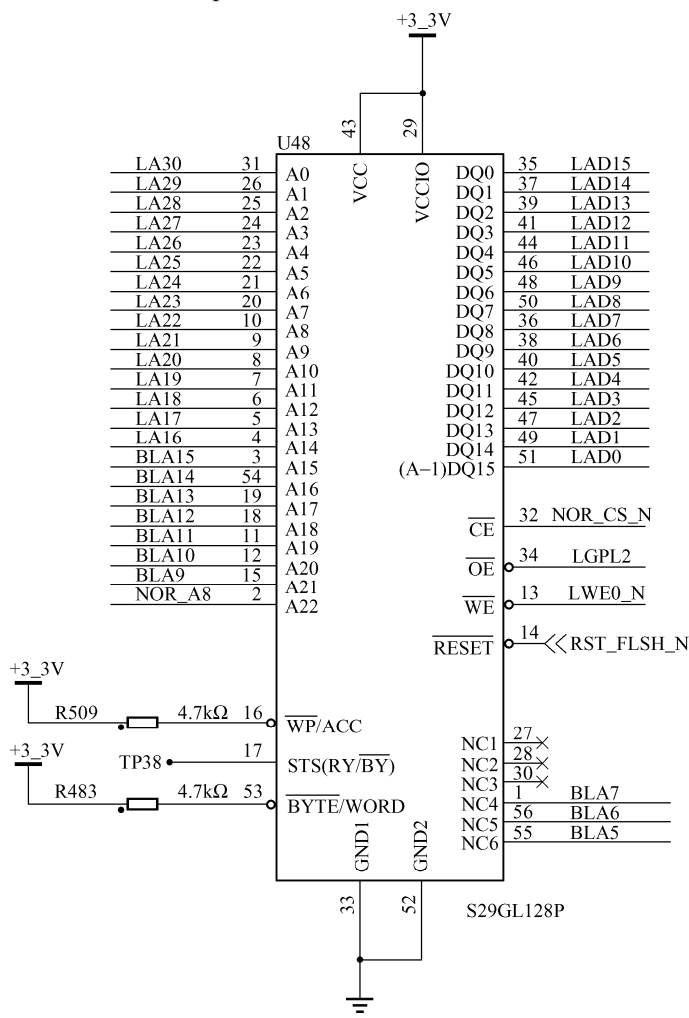 +3_3V
43
29
U48
VCC
VCCIO
LA30 31 A0 DQ0 35 LAD15
LA29 26 A1 DQ1 37 LAD14
LA28 25 A2 DQ2 39 LAD13
LA27 24 A3 DQ3 41 LAD12
LA26 23 A4 DQ4 44 LAD11
LA25 22 A5 DQ5 46 LAD10
LA24 21 A6 DQ6 48 LAD9
LA23 20 A7 DQ7 50 LAD8
LA22 10 A8 DQ8 36 LAD7
LA21 9 A9 DQ9 38 LAD6
LA20 8 A10 DQ10 40 LAD5
LA19 7 A11 DQ11 42 LAD4
LA18 6 A12 DQ12 45 LAD3
LA17 5 A13 DQ13 47 LAD2
LA16 4 A14 DQ14 49 LAD1
BLA15 3 A15 (A−1)DQ15 51 LAD0
BLA14 54 A16
BLA13 19 A17
BLA12 18 A18 CE 32 NOR_CS_N
BLA11 11 A19
BLA10 12 A20 OE 34 LGPL2
BLA9 15 A21
NOR_A8 2 A22 WE 13 LWE0_N
RESET 14 RST_FLSH_N
+3_3V
R509 4.7kΩ 16 WP/ACC
NC1 27
+3_3V
TP38 17 STS(RY/BY) NC2 28
NC3 30
R483 4.7kΩ 53 BYTE/WORD NC4 1 BLA7
NC5 56 BLA6
NC6 55 BLA5
GND1
GND2
33
52
S29GL128P